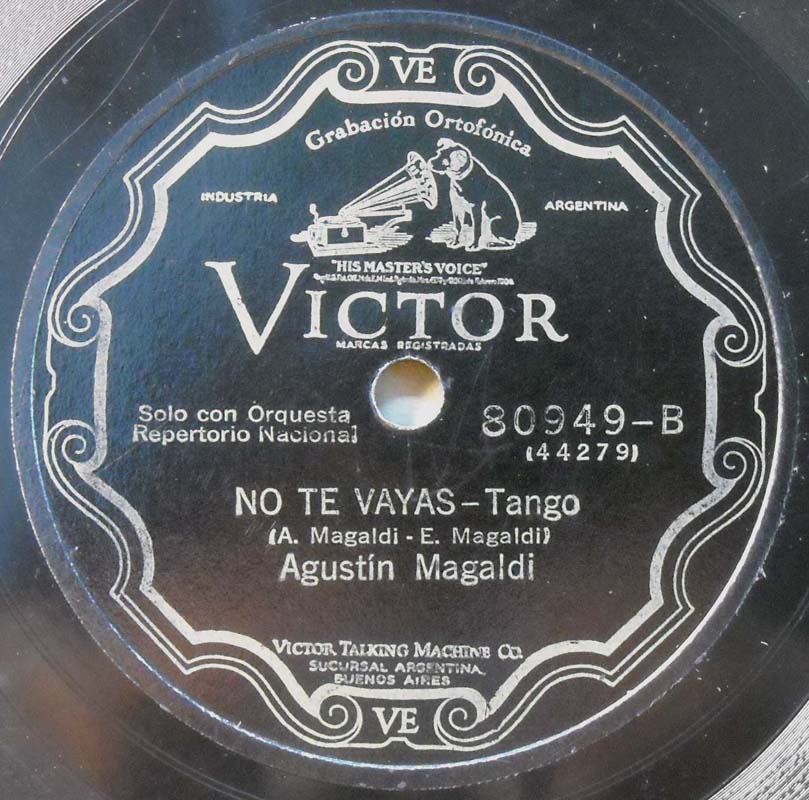 VE
Grabación Ortofónica
INDUSTRIA
ARGENTINA
"HIS MASTER'S VOICE"
VICTOR
MARCAS REGISTRADAS
Solo con Orquesta
Repertorio Nacional
80949-B
(44279)
NO TE VAYAS – Tango
(A. Magaldi - E. Magaldi)
Agustín Magaldi
VICTOR TALKING MACHINE CO.
SUCURSAL ARGENTINA
BUENOS AIRES
VE